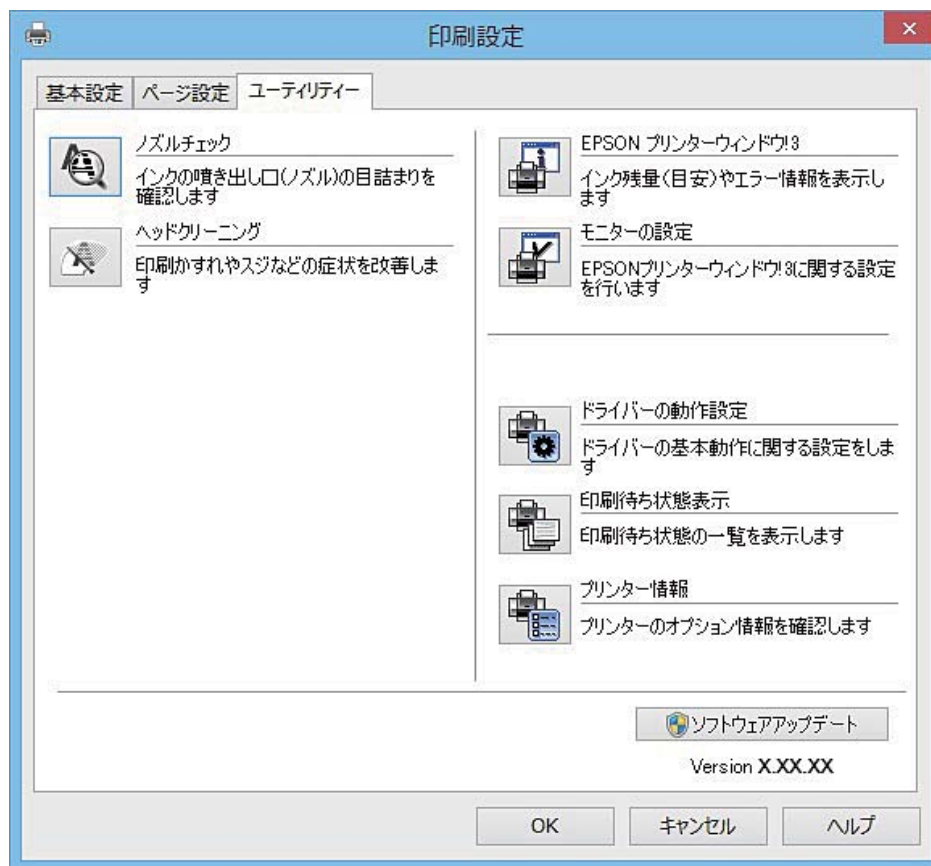 印刷設定
基本設定 ページ設定 ユーティリティー
ノズルチェック
インクの噴き出し口(ノズル)の目詰まりを
確認します
ヘッドクリーニング
印刷かすれやスジなどの症状を改善しま
す
EPSON プリンターウィンドウ!3
インク残量(目安)やエラー情報を表示し
ます
モニターの設定
EPSONプリンターウィンドウ!3に関する設定
を行います
ドライバーの動作設定
ドライバーの基本動作に関する設定をしま
す
印刷待ち状態表示
印刷待ち状態の一覧を表示します
プリンター情報
プリンターのオプション情報を確認します
ソフトウェアアップデート
Version X.XX.XX
OK キャンセル ヘルプ